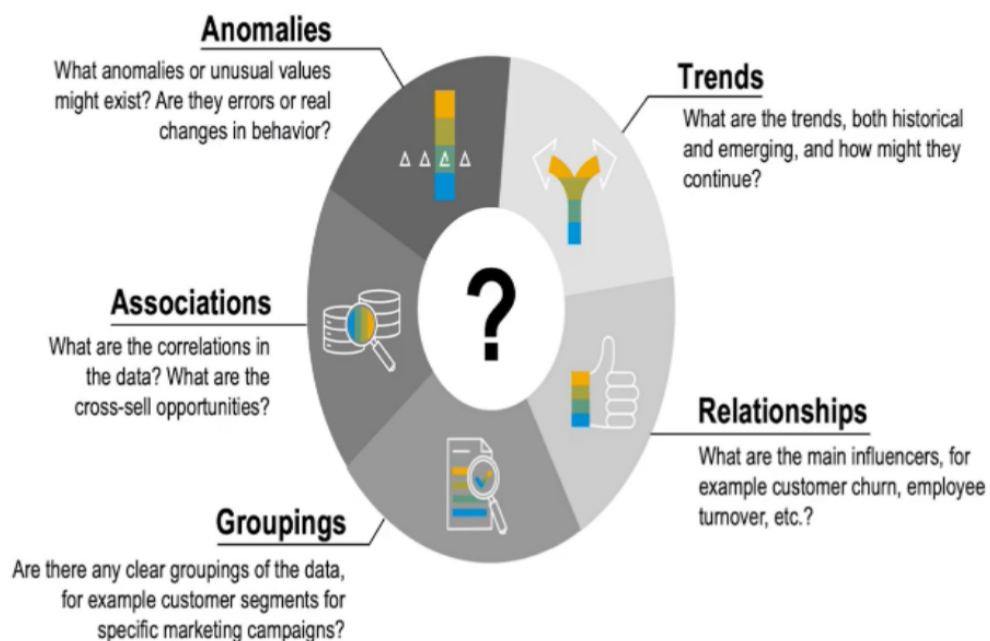 Anomalies
What anomalies or unusual values
might exist? Are they errors or real
changes in behavior?
Trends
What are the trends, both historical
and emerging, and how might they
continue?
?
Associations
What are the correlations in
the data? What are the
cross-sell opportunities?
Relationships
What are the main influencers, for
example customer churn, employee
turnover, etc.?
Groupings
Are there any clear groupings of the data,
for example customer segments for
specific marketing campaigns?